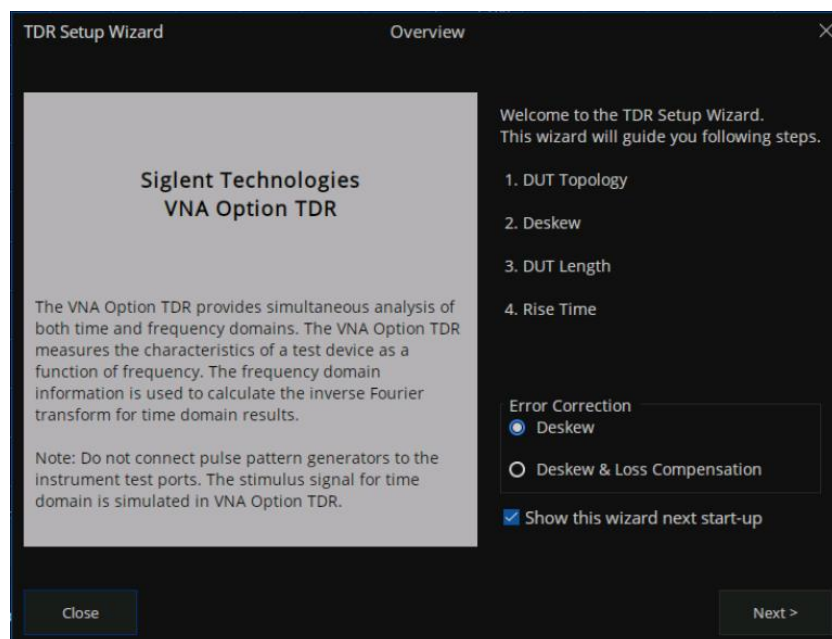 TDR Setup Wizard
Overview
Siglent Technologies
VNA Option TDR
The VNA Option TDR provides simultaneous analysis of
both time and frequency domains. The VNA Option TDR
measures the characteristics of a test device as a
function of frequency. The frequency domain
information is used to calculate the inverse Fourier
transform for time domain results.
Note: Do not connect pulse pattern generators to the
instrument test ports. The stimulus signal for time
domain is simulated in VNA Option TDR.
Welcome to the TDR Setup Wizard.
This wizard will guide you following steps.
1. DUT Topology
2. Deskew
3. DUT Length
4. Rise Time
Error Correction
Deskew
Deskew & Loss Compensation
Show this wizard next start-up
Close
Next >